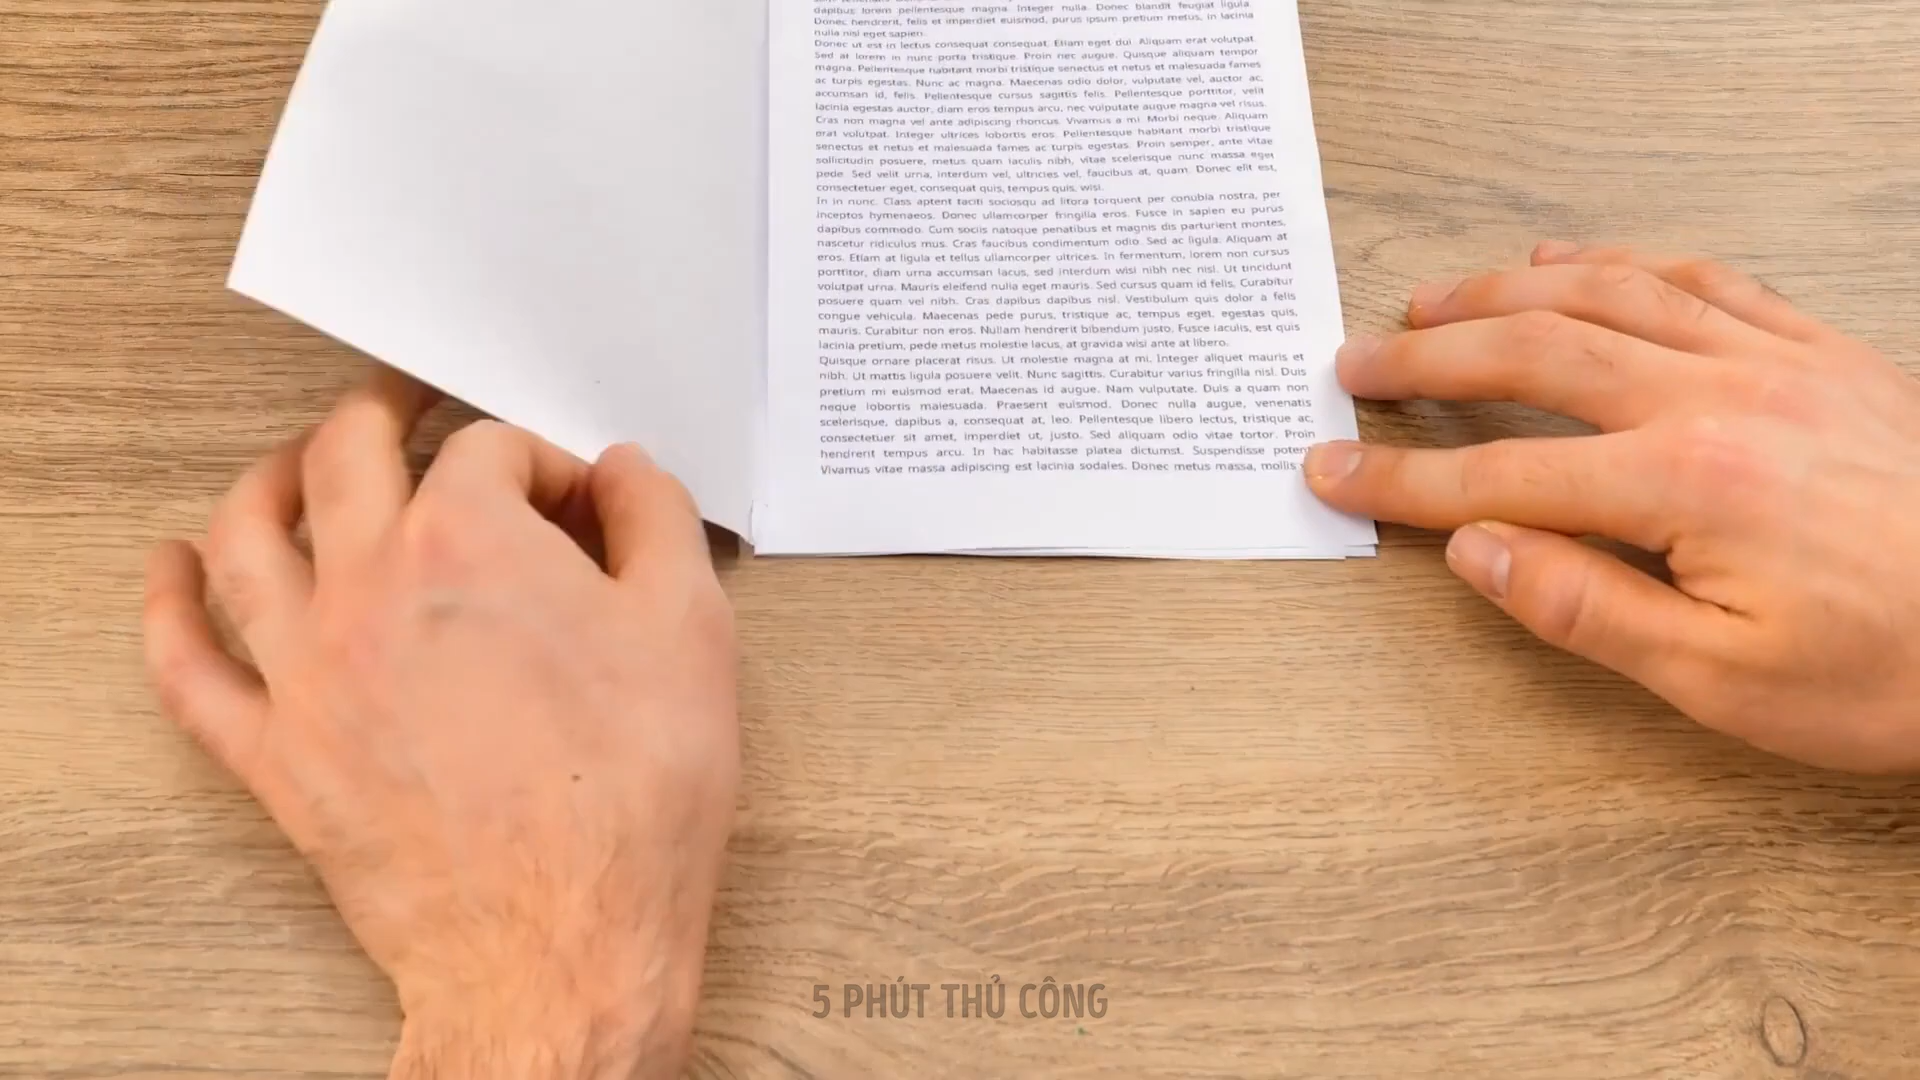 dapibus lorem pellentesque magna. Integer nulla. Donec blandit feugiat ligula.
Donec hendrerit, felis et imperdiet euismod, purus ipsum pretium metus, in lacinia
nulla nisl eget sapien.
Donec ut est in lectus consequat consequat. Etiam eget dui. Aliquam erat volutpat.
Sed at lorem in nunc porta tristique. Proin nec augue. Quisque aliquam tempor
magna. Pellentesque habitant morbi tristique senectus et netus et malesuada fames
ac turpis egestas. Nunc ac magna. Maecenas odio dolor, vulputate vel, auctor ac,
accumsan id, felis. Pellentesque cursus sagittis felis. Pellentesque porttitor, velit
lacinia egestas auctor, diam eros tempus arcu, nec vulputate augue magna vel risus.
Cras non magna vel ante adipiscing rhoncus. Vivamus a mi. Morbi neque. Aliquam
erat volutpat. Integer ultrices lobortis eros. Pellentesque habitant morbi tristique
senectus et netus et malesuada fames ac turpis egestas. Proin semper, ante vitae
sollicitudin posuere, metus quam iaculis nibh, vitae scelerisque nunc massa eget
pede. Sed velit urna, interdum vel, ultricies vel, faucibus at, quam. Donec elit est,
consectetuer eget, consequat quis, tempus quis, wisi.
In in nunc. Class aptent taciti sociosqu ad litora torquent per conubia nostra, per
inceptos hymenaeos. Donec ullamcorper fringilla eros. Fusce in sapien eu purus
dapibus commodo. Cum sociis natoque penatibus et magnis dis parturient montes,
nascetur ridiculus mus. Cras faucibus condimentum odio. Sed ac ligula. Aliquam at
eros. Etiam at ligula et tellus ullamcorper ultrices. In fermentum, lorem non cursus
porttitor, diam urna accumsan lacus, sed interdum wisi nibh nec nisl. Ut tincidunt
volutpat urna. Mauris eleifend nulla eget mauris. Sed cursus quam id felis. Curabitur
posuere quam vel nibh. Cras dapibus dapibus nisl. Vestibulum quis dolor a felis
congue vehicula. Maecenas pede purus, tristique ac, tempus eget, egestas quis,
mauris. Curabitur non eros. Nullam hendrerit bibendum justo. Fusce iaculis, est quis
lacinia pretium, pede metus molestie lacus, at gravida wisi ante at libero.
Quisque ornare placerat risus. Ut molestie magna at mi. Integer aliquet mauris et
nibh. Ut mattis ligula posuere velit. Nunc sagittis. Curabitur varius fringilla nisl. Duis
pretium mi euismod erat. Maecenas id augue. Nam vulputate. Duis a quam non
neque lobortis malesuada. Praesent euismod. Donec nulla augue, venenatis
scelerisque, dapibus a, consequat at, leo. Pellentesque libero lectus, tristique ac,
consectetuer sit amet, imperdiet ut, justo. Sed aliquam odio vitae tortor. Proin
hendrerit tempus arcu. In hac habitasse platea dictumst. Suspendisse potent
Vivamus vitae massa adipiscing est lacinia sodales. Donec metus massa, mollis
5 PHÚT THỦ CÔNG